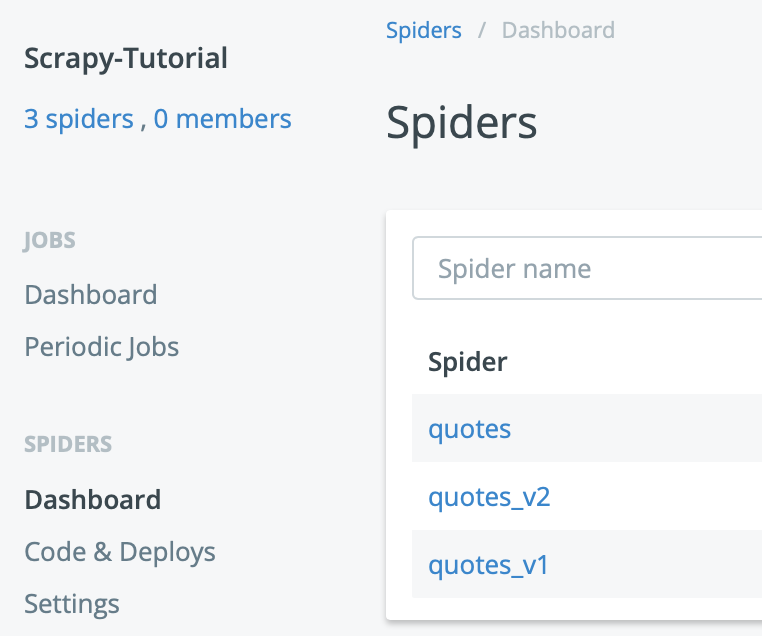 Scrapy-Tutorial
3 spiders , 0 members
JOBS
Dashboard
Periodic Jobs
SPIDERS
Dashboard
Code & Deploys
Settings
Spiders / Dashboard
Spiders
Spider name
Spider
quotes
quotes_v2
quotes_v1